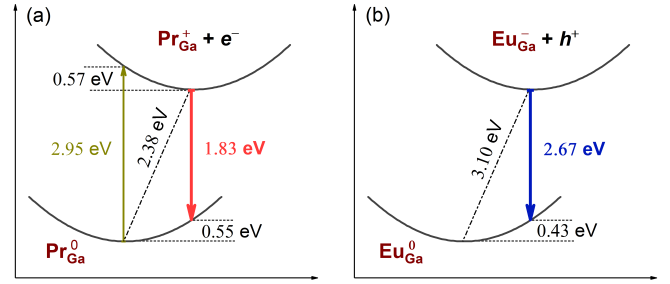 (a)
Pr⁺Ga + e⁻
0.57 eV
2.95 eV
2.38 eV
1.83 eV
0.55 eV
Pr⁰Ga
(b)
Eu⁻Ga + h⁺
3.10 eV
2.67 eV
0.43 eV
Eu⁰Ga